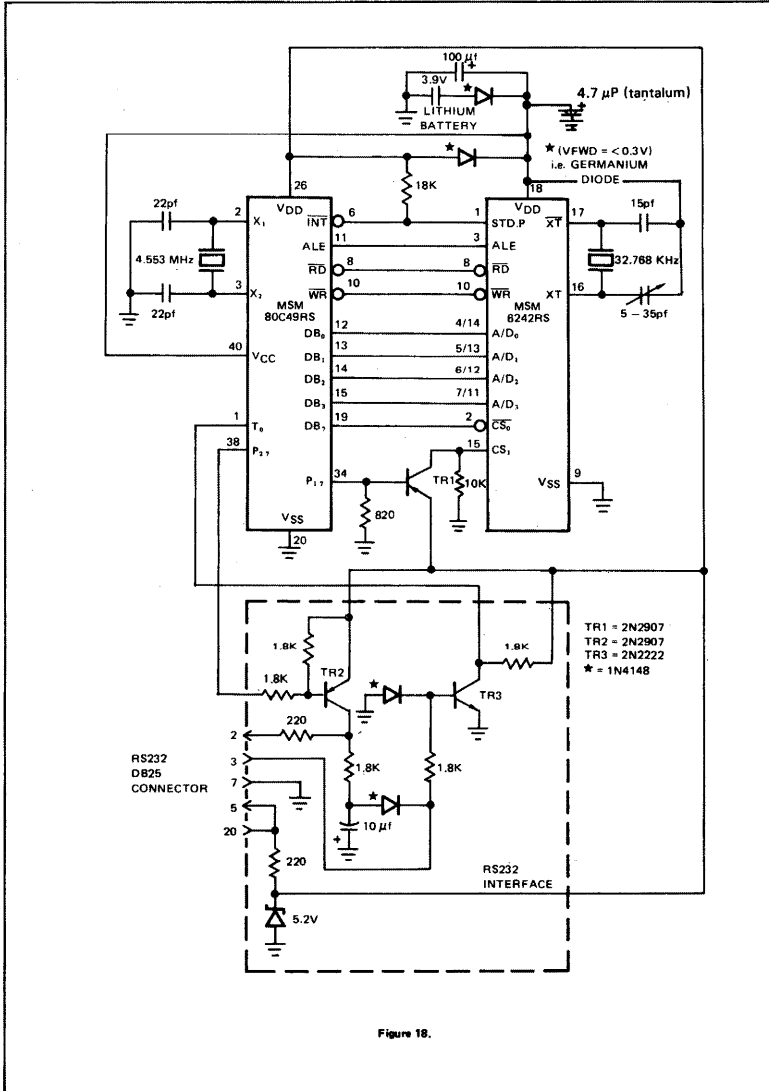 100 µf
+
3.9V
★
LITHIUM
BATTERY
4.7 µP (tantalum)
+
★
★ (VFWD = <0.3V)
i.e. GERMANIUM
DIODE
18K
26
18
22pf
VDD
VDD
15pf
2
X1
INT
6
1
STD.P
XT
17
ALE
11
3
ALE
4.553 MHz
RD
8
8
RD
32.768 KHz
3
X2
WR
10
10
WR
XT
16
22pf
MSM
80C49RS
MSM
6242RS
5 – 35pf
DB0
12
4/14
A/D0
DB1
13
5/13
A/D1
40
VCC
DB2
14
6/12
A/D2
DB3
15
7/11
A/D3
1
T0
DB7
19
2
CS0
38
P27
15
CS1
P17
34
TR1
10K
VSS
9
820
VSS
20
TR1 = 2N2907
TR2 = 2N2907
TR3 = 2N2222
★ = 1N4148
1.8K
1.8K
1.8K
TR2
★
TR3
2
220
RS232
DB25
CONNECTOR
3
1.8K
1.8K
7
★
5
10 µf
+
20
220
RS232
INTERFACE
5.2V
Figure 18.